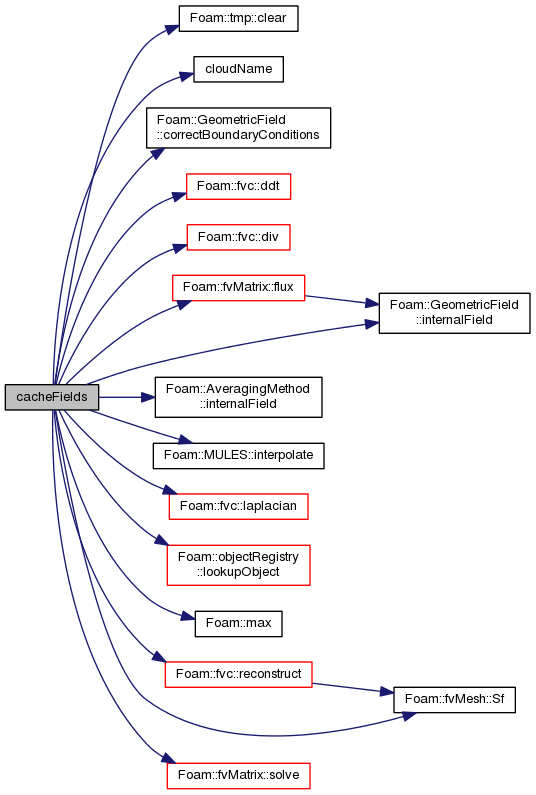 Foam::tmp::clear
cloudName
Foam::GeometricField
::correctBoundaryConditions
Foam::fvc::ddt
Foam::fvc::div
Foam::fvMatrix::flux
Foam::GeometricField
::internalField
cacheFields
Foam::AveragingMethod
::internalField
Foam::MULES::interpolate
Foam::fvc::laplacian
Foam::objectRegistry
::lookupObject
Foam::max
Foam::fvc::reconstruct
Foam::fvMesh::Sf
Foam::fvMatrix::solve